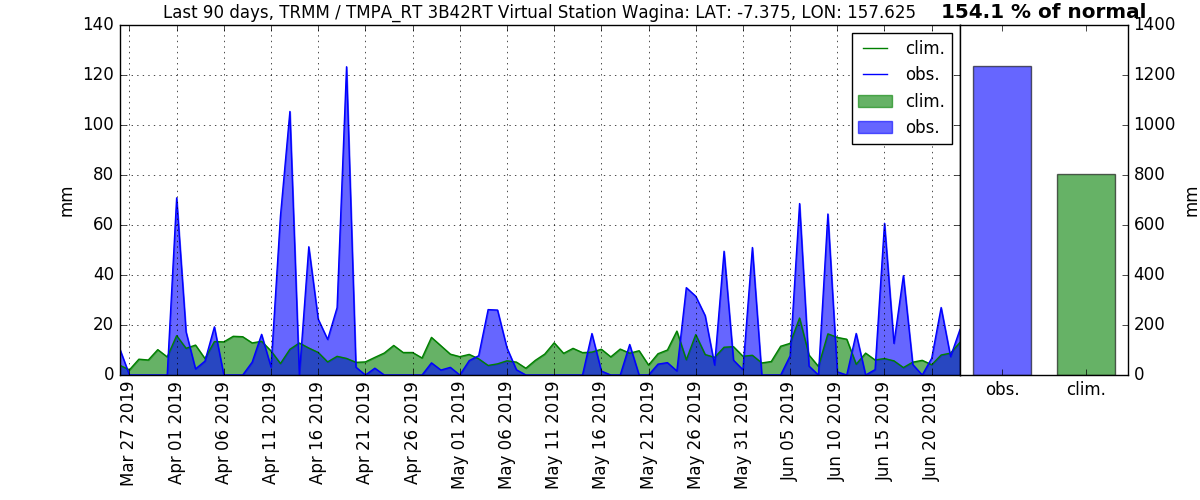 Last 90 days, TRMM / TMPA_RT 3B42RT Virtual Station Wagina: LAT: -7.375, LON: 157.625
154.1 % of normal
140
120
100
80
60
40
20
0
mm
clim.
obs.
clim.
obs.
1400
1200
1000
800
600
400
200
0
mm
Mar 27 2019
Apr 01 2019
Apr 06 2019
Apr 11 2019
Apr 16 2019
Apr 21 2019
Apr 26 2019
May 01 2019
May 06 2019
May 11 2019
May 16 2019
May 21 2019
May 26 2019
May 31 2019
Jun 05 2019
Jun 10 2019
Jun 15 2019
Jun 20 2019
obs.
clim.